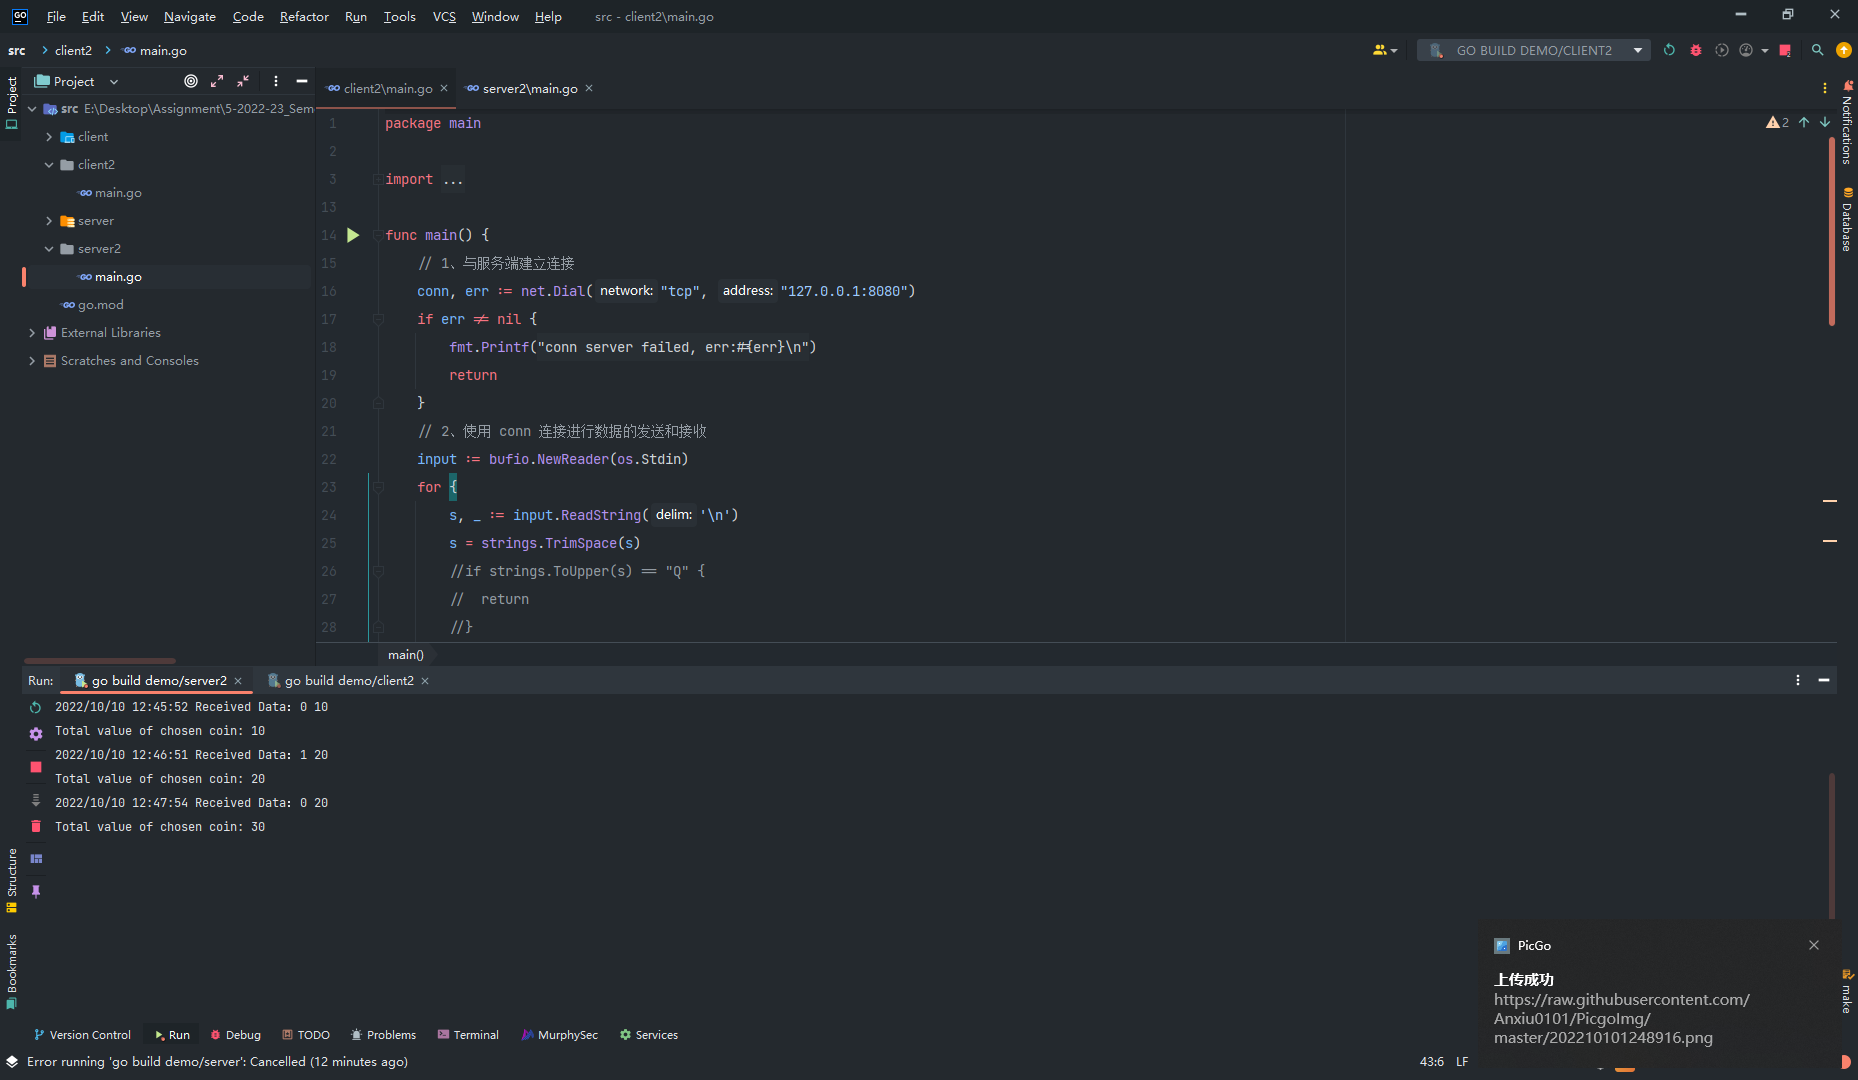 GO File Edit View Navigate Code Refactor Run Tools VCS Window Help src - client2\main.go
src client2 main.go GO BUILD DEMO/CLIENT2
Project
client2\main.go server2\main.go
src E:\Desktop\Assignment\5-2022-23_Sem
client
client2
main.go
server
server2
main.go
go.mod
External Libraries
Scratches and Consoles
1 package main
2
3 import ...
13
14 func main() {
15 // 1、与服务端建立连接
16 conn, err := net.Dial( network: "tcp", address: "127.0.0.1:8080")
17 if err != nil {
18 fmt.Printf("conn server failed, err:#{err}\n")
19 return
20 }
21 // 2、使用 conn 连接进行数据的发送和接收
22 input := bufio.NewReader(os.Stdin)
23 for {
24 s, _ := input.ReadString( delim: '\n')
25 s = strings.TrimSpace(s)
26 //if strings.ToUpper(s) == "Q" {
27 // return
28 //}
2
main()
Project
Notifications
Database
Run: go build demo/server2 go build demo/client2
2022/10/10 12:45:52 Received Data: 0 10
Total value of chosen coin: 10
2022/10/10 12:46:51 Received Data: 1 20
Total value of chosen coin: 20
2022/10/10 12:47:54 Received Data: 0 20
Total value of chosen coin: 30
Structure
Bookmarks
make
PicGo
上传成功
https://raw.githubusercontent.com/
Anxiu0101/PicgoImg/
master/202210101248916.png
Version Control Run Debug TODO Problems Terminal MurphySec Services
Error running 'go build demo/server': Cancelled (12 minutes ago) 43:6 LF